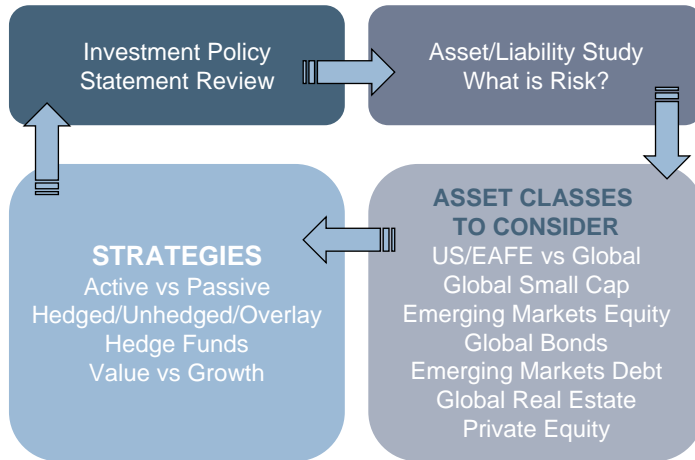 Investment Policy
Statement Review
Asset/Liability Study
What is Risk?
ASSET CLASSES
TO CONSIDER
US/EAFE vs Global
Global Small Cap
Emerging Markets Equity
Global Bonds
Emerging Markets Debt
Global Real Estate
Private Equity
STRATEGIES
Active vs Passive
Hedged/Unhedged/Overlay
Hedge Funds
Value vs Growth